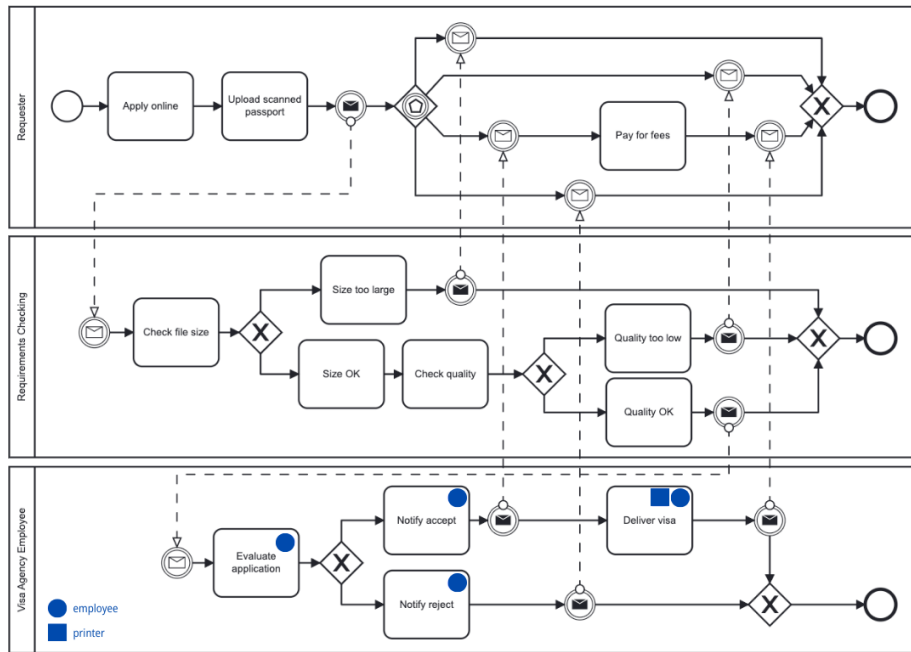 Requester
Apply online
Upload scanned
passport
Pay for fees
Requirements Checking
Check file size
Size too large
Size OK
Check quality
Quality too low
Quality OK
Visa Agency Employee
Evaluate
application
Notify accept
Notify reject
Deliver visa
employee
printer